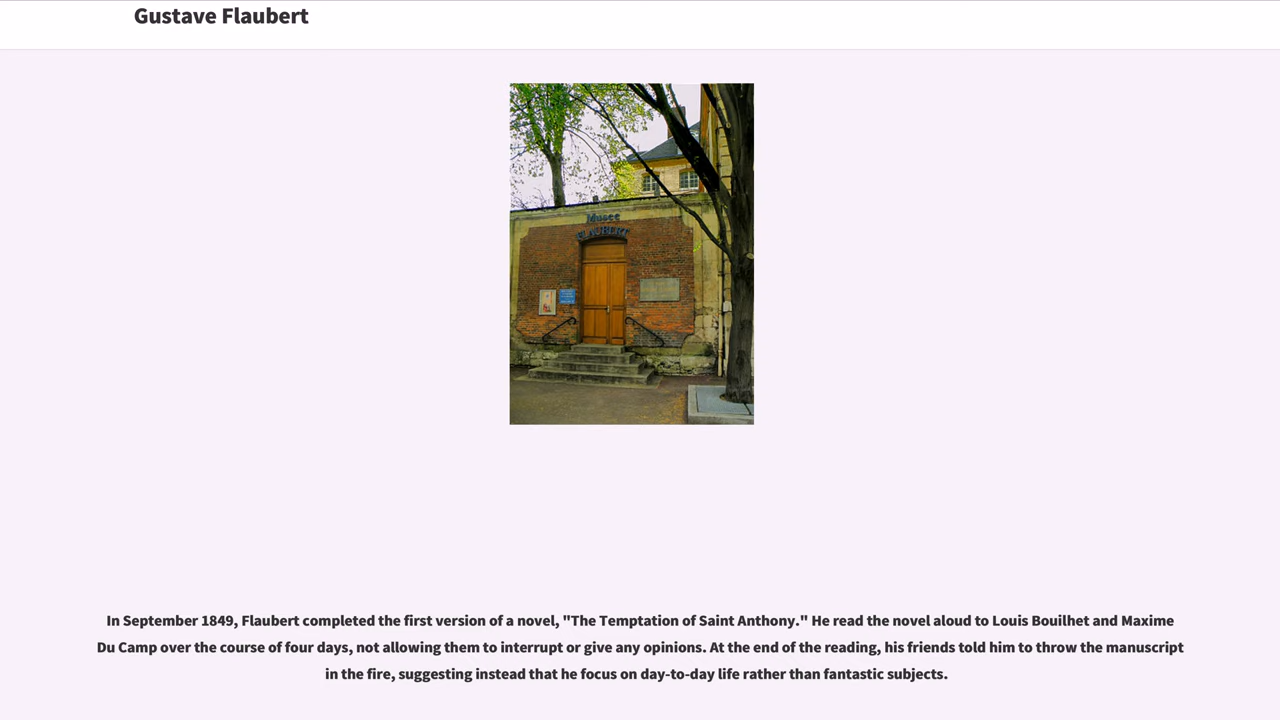 Gustave Flaubert
Musee
FLAUBERT
In September 1849, Flaubert completed the first version of a novel, "The Temptation of Saint Anthony." He read the novel aloud to Louis Bouilhet and Maxime
Du Camp over the course of four days, not allowing them to interrupt or give any opinions. At the end of the reading, his friends told him to throw the manuscript
in the fire, suggesting instead that he focus on day-to-day life rather than fantastic subjects.